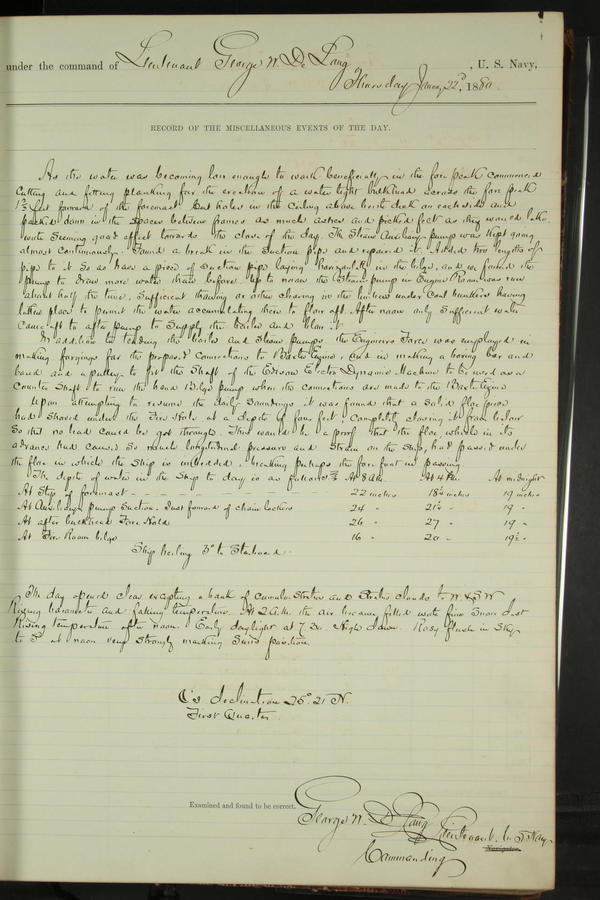 under the command of Lieutenant George W. De Long, U. S. Navy,
Thursday January 22d, 1880
RECORD OF THE MISCELLANEOUS EVENTS OF THE DAY.
As the water was becoming low enough to work beneficially in the fore peak commenced
cutting and fitting planking for the erection of a water tight bulkhead across the fore peak
feet forward of the foremast. Cut holes in the ceiling above berth deck on each side and
packed down in the spaces between frames as much ashes and picked felt as they would take,
with seeming good effect towards the close of the day. The Steam Auxiliary pump was kept going
almost continuously. Found a break in the suction pipe and repaired it. Added two lengths of
pipe to it so as have a piece of suction pipe laying horizontally in the bilge, and so forced the
pump to draw more water than before. Up to noon the Steam pump in Engine Room was run
about half the time, sufficient thawing or other clearing in the limbers under Coal bunkers having
taken place to permit the water accumulating there to flow aft. After noon only sufficient water
came aft to after pump to supply the boiler and blow it.
In addition to tending the boiler and steam pumps the Engineers Force was employed in
making forgings for the proposed connections to Baxter Engine, and in making a boring bar and
band and a pulley to fit the shaft of the Edison Electro Dynamic Machine to be used as a
Counter Shaft to run the hand Bilge pump when the connections are made to the Baxter Engine
Upon attempting to resume the daily soundings it was found that a solid floe piece
had shoved under the Fire Hole at a depth of four feet, completely closing it from below
so that no lead could be got through. This would be a proof that the floe, which in its
advance had caused so much longitudinal pressure and strain on the ship, had passed under
the floe in which the ship is imbedded, breaking perhaps the fore foot in passing
The depth of water in the Ship to day is as follows: At 8 AM. At 4 PM. At midnight
At Step of foremast - - - - 22 inches 18½ inches 19 inches
At Auxiliary pump Suction. Just forward of chain lockers 24 " 21½ " 19 "
At after bulkhead Fore Hold 26 " 27 " 19 "
At Fire Room bilge 16 " 20 " 19½ "
Ship heeling 3° to Starboard.
The day opened clear excepting a bank of cumulo stratus and stratus clouds to W & SW
Rising barometer and falling temperature. At 2 A.M. the air became filled with fine snow dust
Rising temperature after noon. Early daylight at 7.20. High dawn. Rosy flush in Sky
to S at noon very strongly marking Sun's position.
☾'s declination 25° 21 N.
First Quarter.
Examined and found to be correct.
George W. De Long Lieutenant, U. S. Navy
Navigator.
Commanding